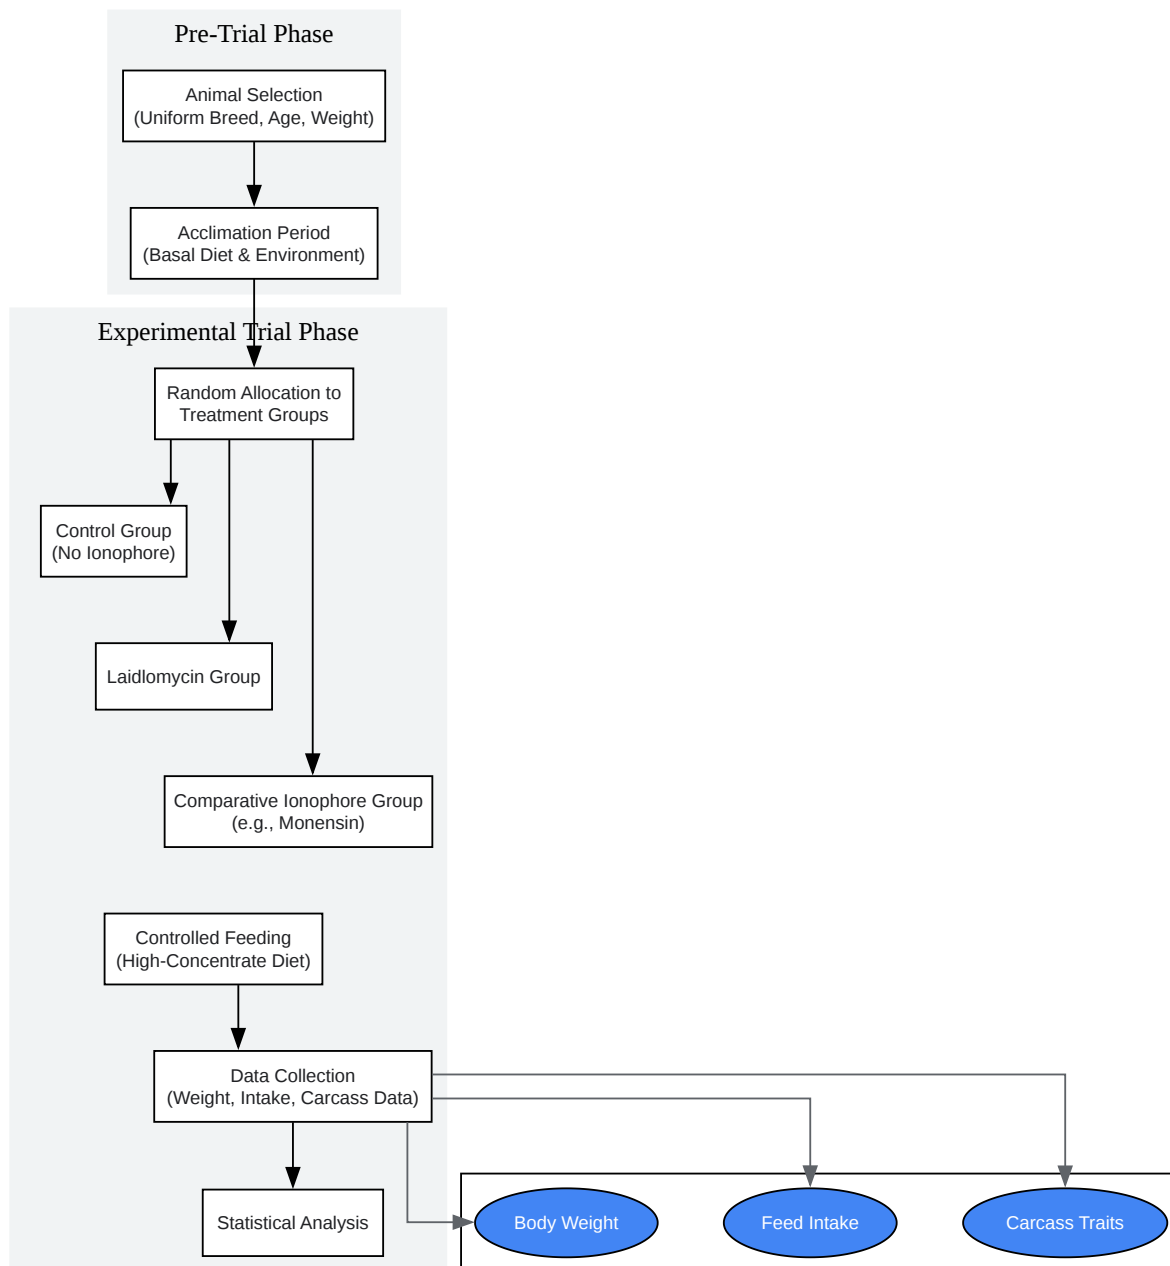 Pre-Trial Phase
Animal Selection
(Uniform Breed, Age, Weight)
Acclimation Period
(Basal Diet & Environment)
Experimental Trial Phase
Random Allocation to
Treatment Groups
Control Group
(No Ionophore)
Laidlomycin Group
Comparative Ionophore Group
(e.g., Monensin)
Controlled Feeding
(High-Concentrate Diet)
Data Collection
(Weight, Intake, Carcass Data)
Statistical Analysis
Body Weight
Feed Intake
Carcass Traits